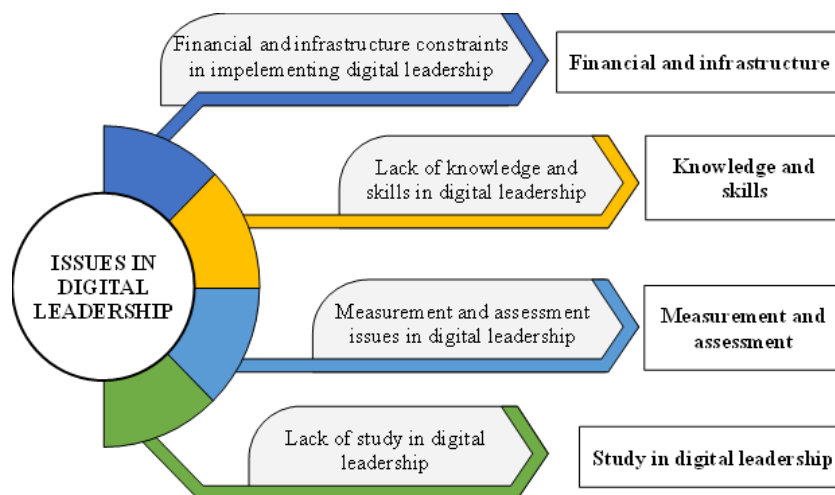 Financial and infrastructure constraints
in impelementing digital leadership
Financial and infrastructure
Lack of knowledge and
skills in digital leadership
Knowledge and
skills
ISSUES IN
DIGITAL
LEADERSHIP
Measurement and assessment
issues in digital leadership
Measurement and
assessment
Lack of study in digital
leadership
Study in digital leadership